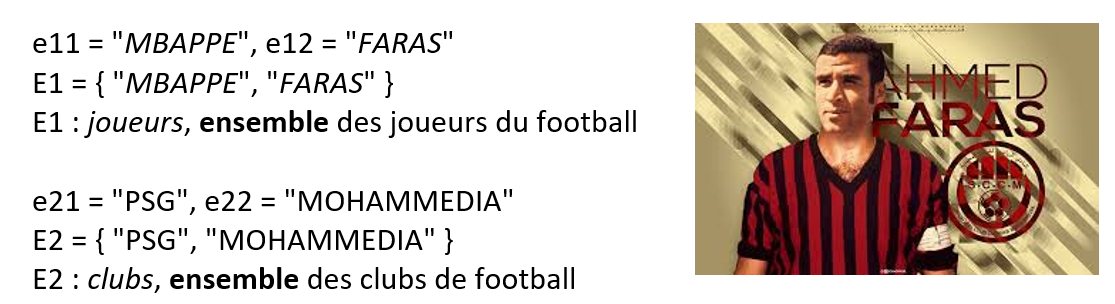 e11 = "MBAPPE", e12 = "FARAS"
E1 = { "MBAPPE", "FARAS" }
E1 : joueurs, ensemble des joueurs du football
e21 = "PSG", e22 = "MOHAMMEDIA"
E2 = { "PSG", "MOHAMMEDIA" }
E2 : clubs, ensemble des clubs de football
AHMED
FARAS
S.C.C.M